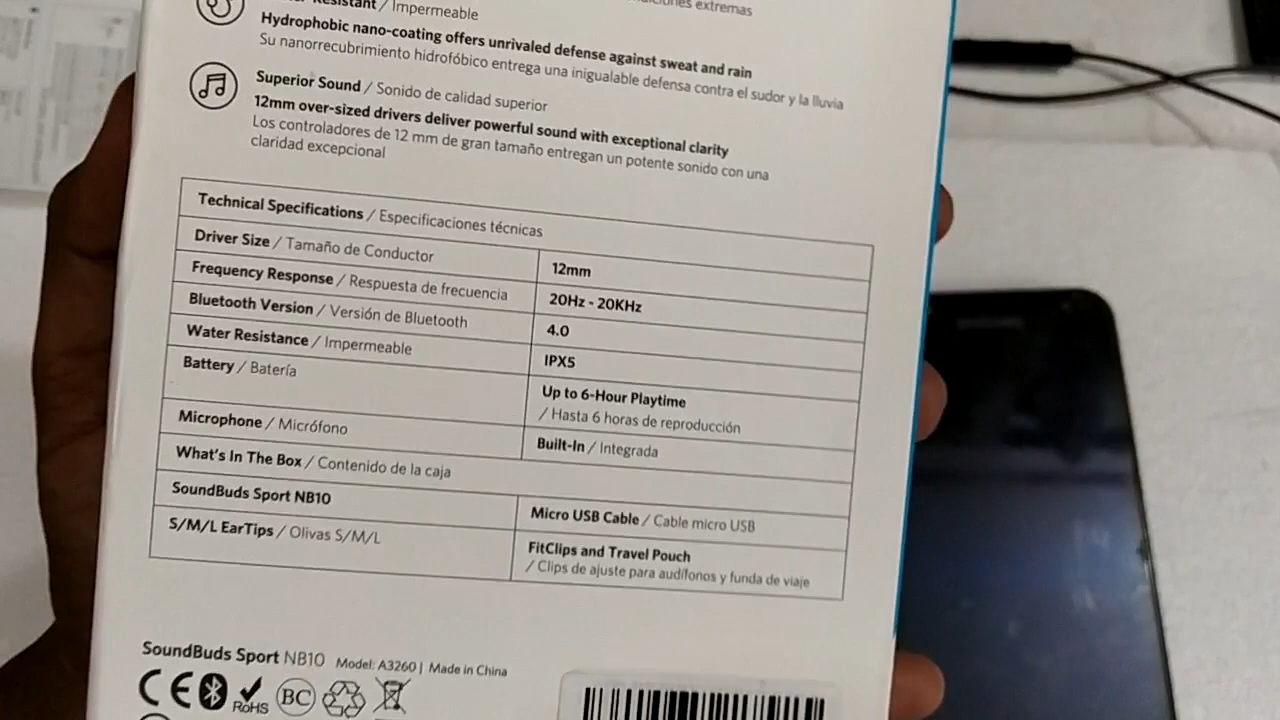 Resistant / Impermeable
extremas
Hydrophobic nano-coating offers unrivaled defense against sweat and rain
Su nanorrecubrimiento hidrofóbico entrega una inigualable defensa contra el sudor y la lluvia
Superior Sound / Sonido de calidad superior
12mm over-sized drivers deliver powerful sound with exceptional clarity
Los controladores de 12 mm de gran tamaño entregan un potente sonido con una
claridad excepcional
Technical Specifications / Especificaciones técnicas
Driver Size / Tamaño de Conductor
12mm
Frequency Response / Respuesta de frecuencia
20Hz - 20KHz
Bluetooth Version / Versión de Bluetooth
4.0
Water Resistance / Impermeable
IPX5
Battery / Batería
Up to 6-Hour Playtime
/ Hasta 6 horas de reproducción
Microphone / Micrófono
Built-In / Integrada
What's In The Box / Contenido de la caja
SoundBuds Sport NB10
Micro USB Cable / Cable micro USB
S/M/L EarTips / Olivas S/M/L
FitClips and Travel Pouch
/ Clips de ajuste para audífonos y funda de viaje
SoundBuds Sport NB10 Model: A3260 | Made in China
CE RoHS BC